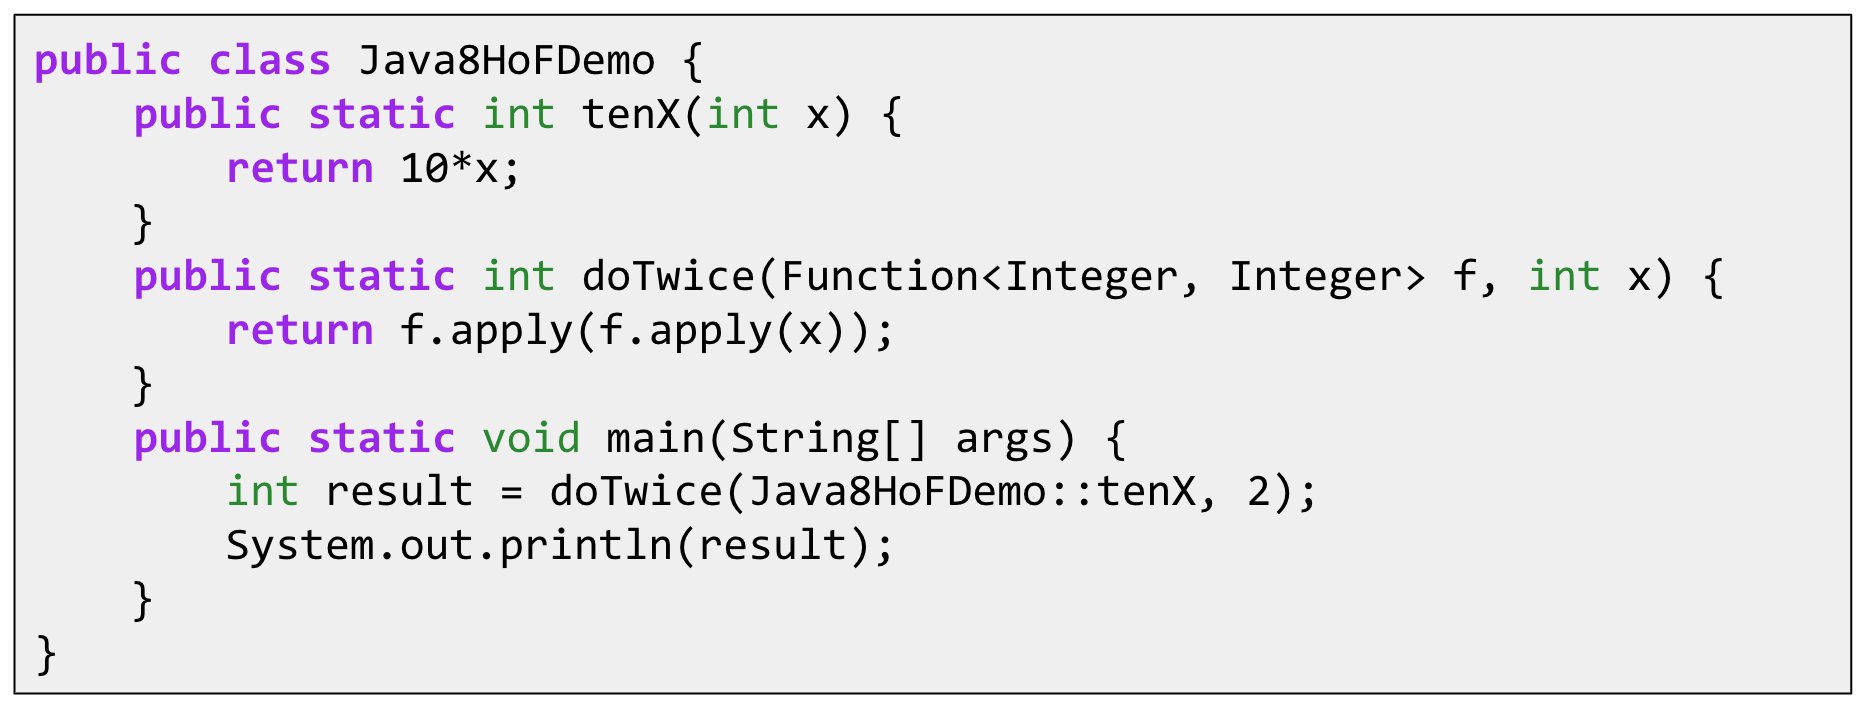 public class Java8HoFDemo {
    public static int tenX(int x) {
        return 10*x;
    }
    public static int doTwice(Function<Integer, Integer> f, int x) {
        return f.apply(f.apply(x));
    }
    public static void main(String[] args) {
        int result = doTwice(Java8HoFDemo::tenX, 2);
        System.out.println(result);
    }
}